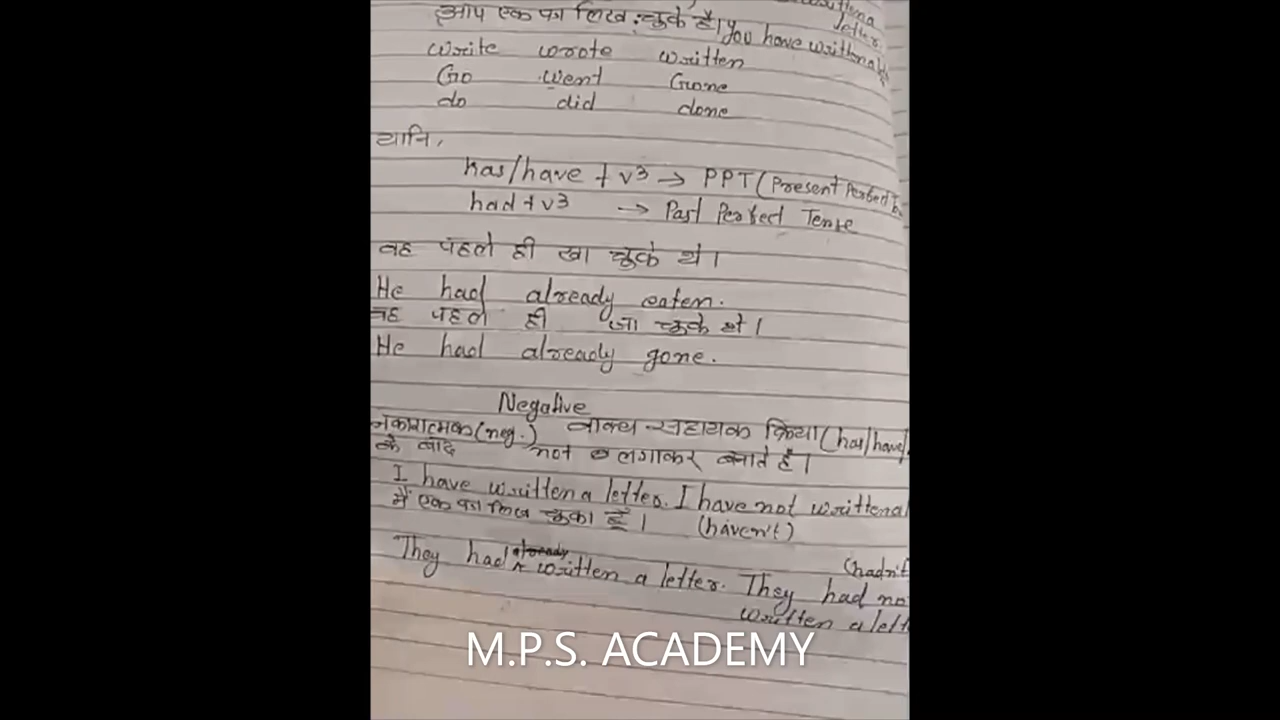 letter.
आप एक पत्र लिख चुके है। You have written a
write wrote written
Go went Gone
do did done
यानि,
has/have + v3 → PPT (Present Perfect
had + v3 → Past Perfect Tense
वह पहले ही खा चुके थे।
He had already eaten.
वह पहले ही जा चुके थे।
He had already gone.
Negative
नकारात्मक (neg.) वाक्य सहायक क्रिया (has/have/
के बाद not लगाकर बनाते हैं।
I have written a letter. I have not written a
मैं एक पत्र लिख चुका हूँ। (haven't)
(hadn't
They had already written a letter. They had no
written a lett
M.P.S. ACADEMY